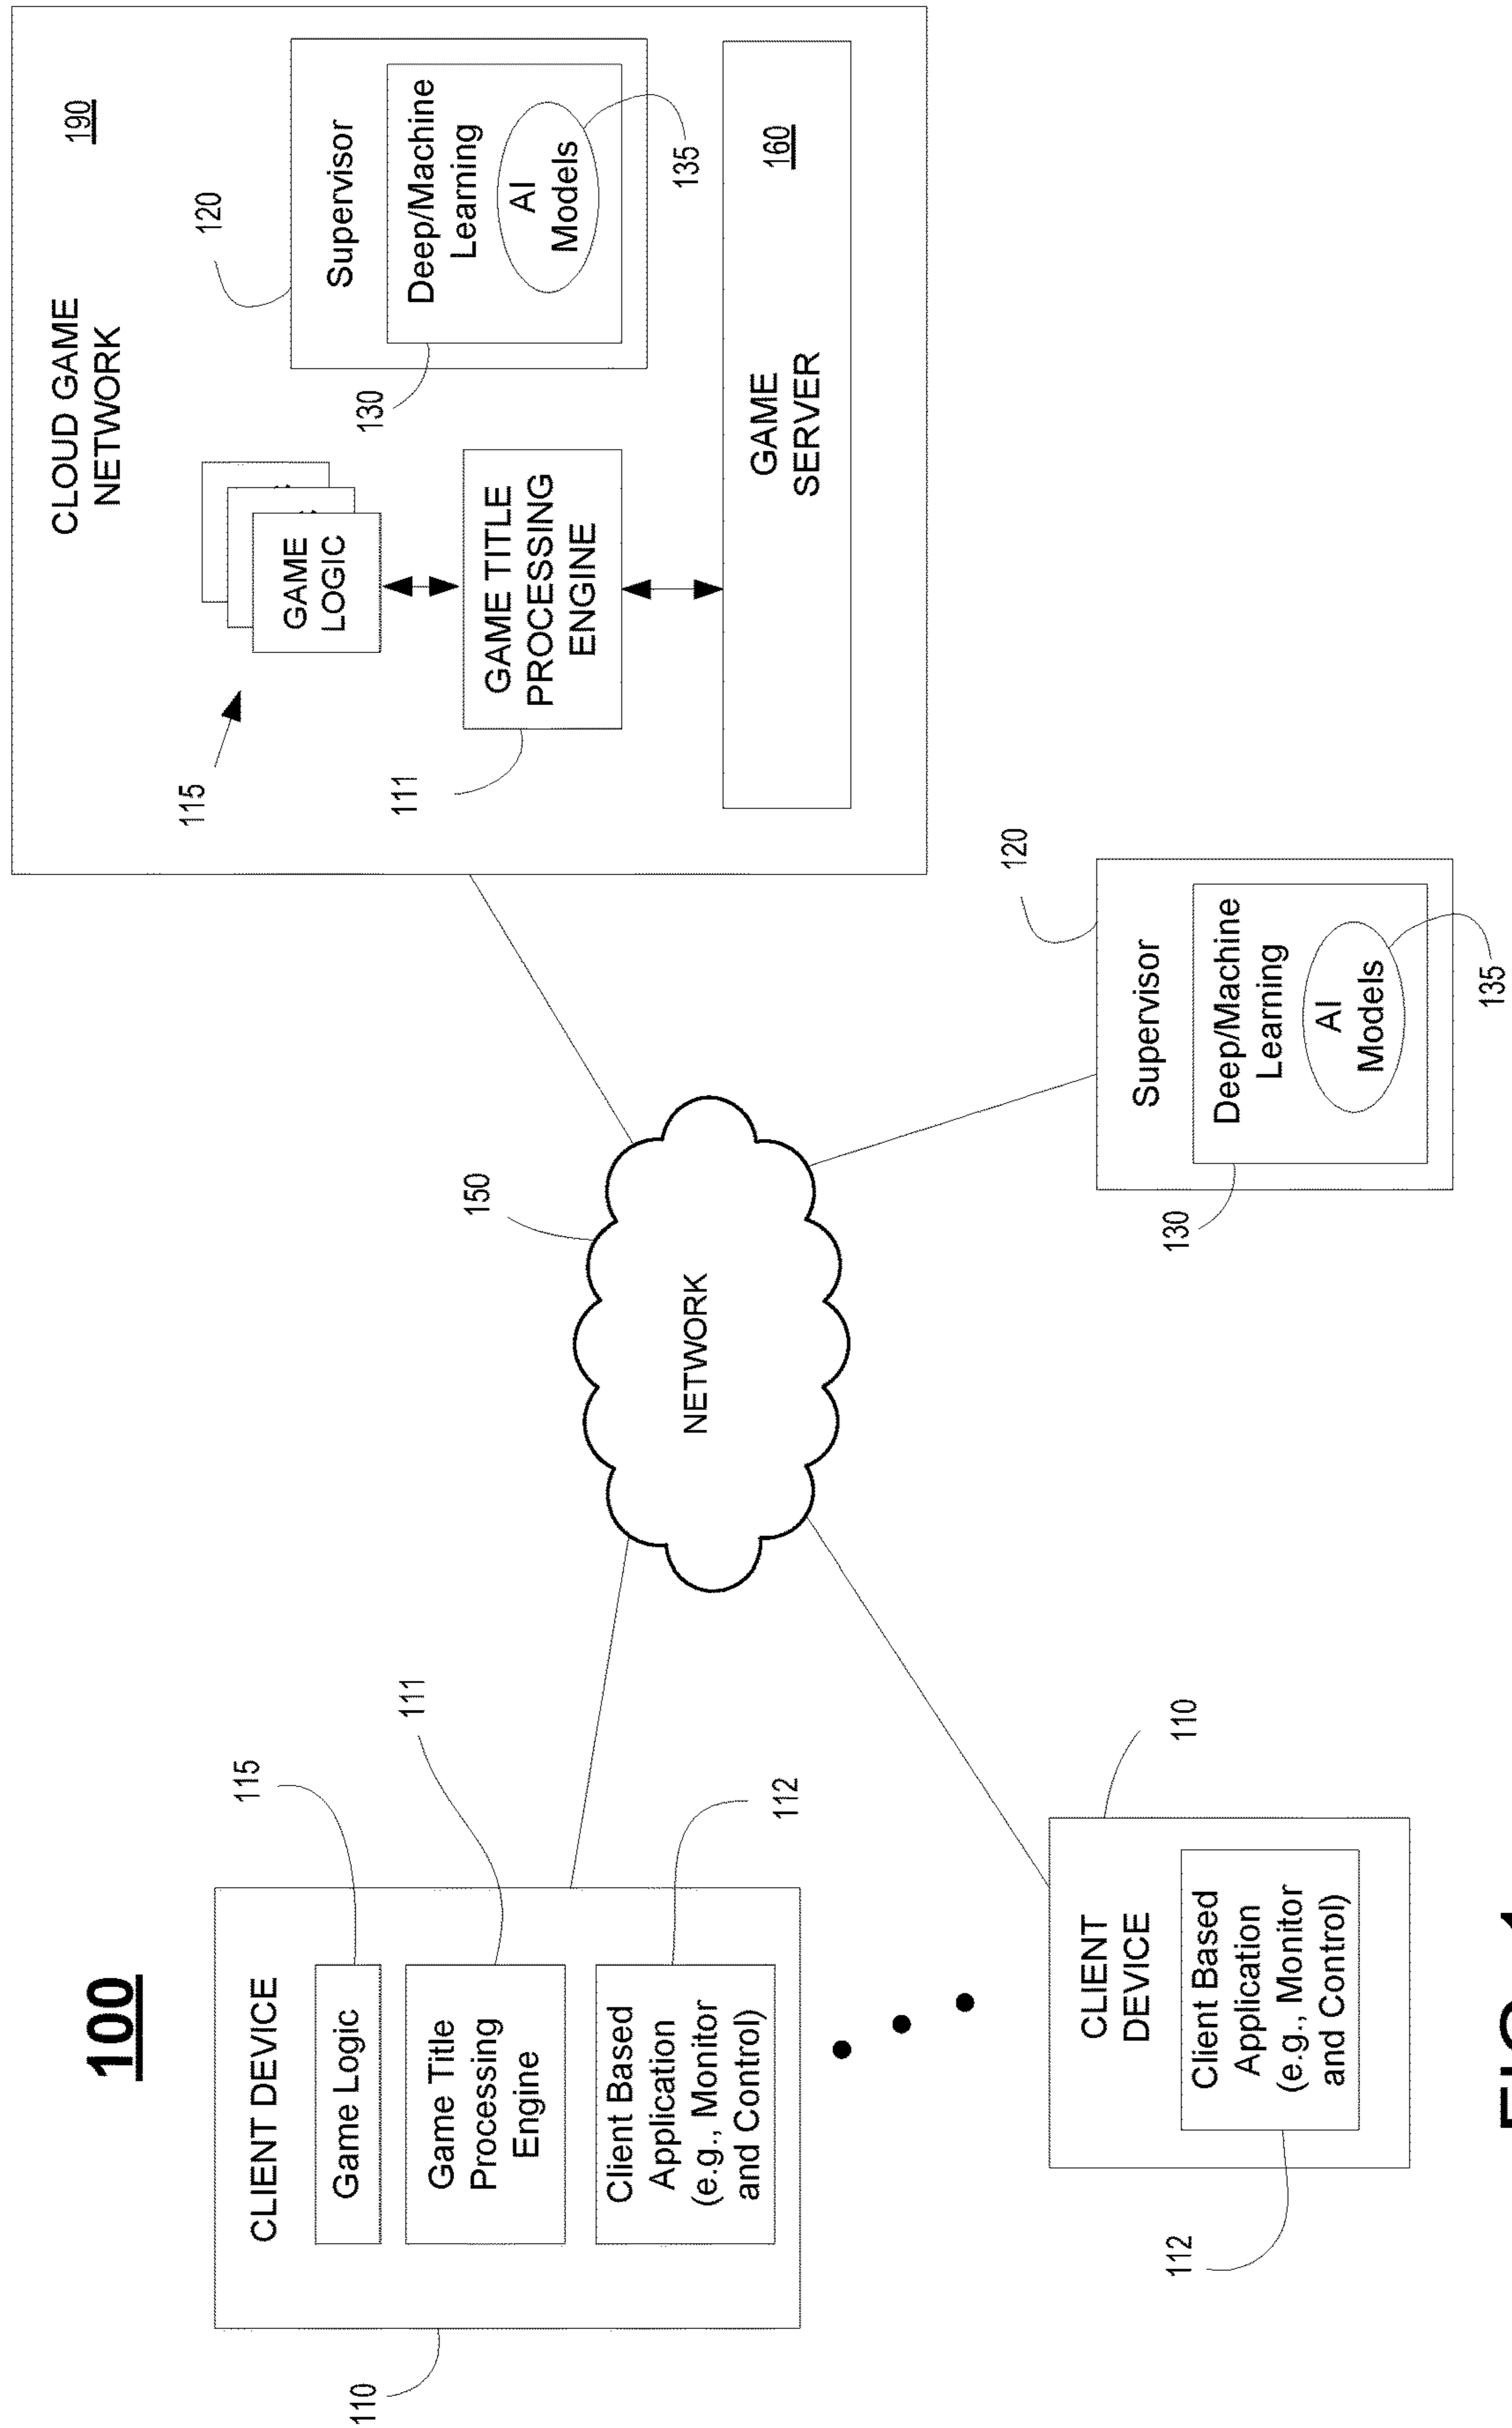 100
CLIENT DEVICE
Game Logic
Game Title
Processing
Engine
Client Based
Application
(e.g., Monitor
and Control)
110
115
111
112
CLIENT
DEVICE
Client Based
Application
(e.g., Monitor
and Control)
110
112
NETWORK
150
CLOUD GAME
NETWORK
190
115
GAME
LOGIC
111
GAME TITLE
PROCESSING
ENGINE
120
Supervisor
Deep/Machine
Learning
AI
Models
130
135
GAME
SERVER
160
120
Supervisor
Deep/Machine
Learning
AI
Models
130
135